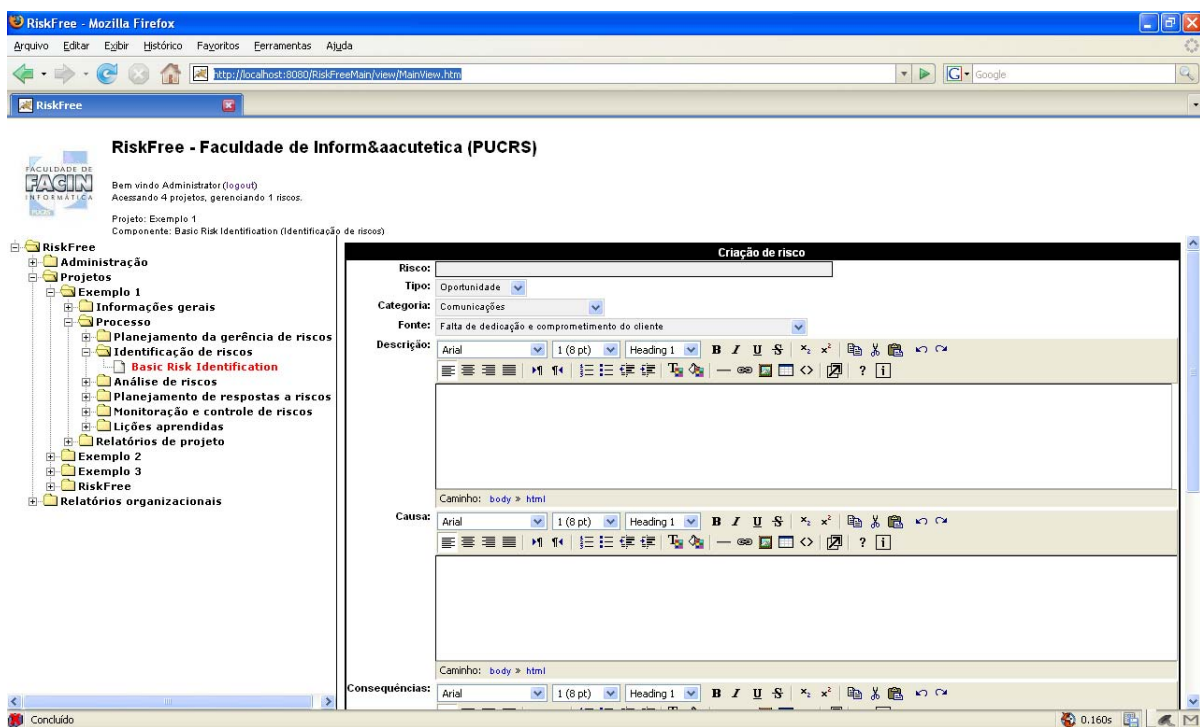 RiskFree - Mozilla Firefox
Arquivo Editar Exibir Histórico Favoritos Ferramentas Ajuda
http://localhost:8080/RiskFreeMain/view/MainView.htm
G Google
RiskFree
RiskFree - Faculdade de Inform&aacutetica (PUCRS)
FACULDADE DE
FACIN
INFORMÁTICA
PUCRS
Bem vindo Administrator (logout)
Acessando 4 projetos, gerenciando 1 riscos.
Projeto: Exemplo 1
Componente: Basic Risk Identification (Identificação de riscos)
RiskFree
Administração
Projetos
Exemplo 1
Informações gerais
Processo
Planejamento da gerência de riscos
Identificação de riscos
Basic Risk Identification
Análise de riscos
Planejamento de respostas a riscos
Monitoração e controle de riscos
Lições aprendidas
Relatórios de projeto
Exemplo 2
Exemplo 3
RiskFree
Relatórios organizacionais
Criação de risco
Risco:
Tipo: Oportunidade
Categoria: Comunicações
Fonte: Falta de dedicação e comprometimento do cliente
Descrição: Arial 1 (8 pt) Heading 1 B I U S x₂ x²
Caminho: body » html
Causa: Arial 1 (8 pt) Heading 1 B I U S x₂ x²
Caminho: body » html
Consequências: Arial 1 (8 pt) Heading 1 B I U S x₂ x²
Concluído 0.160s